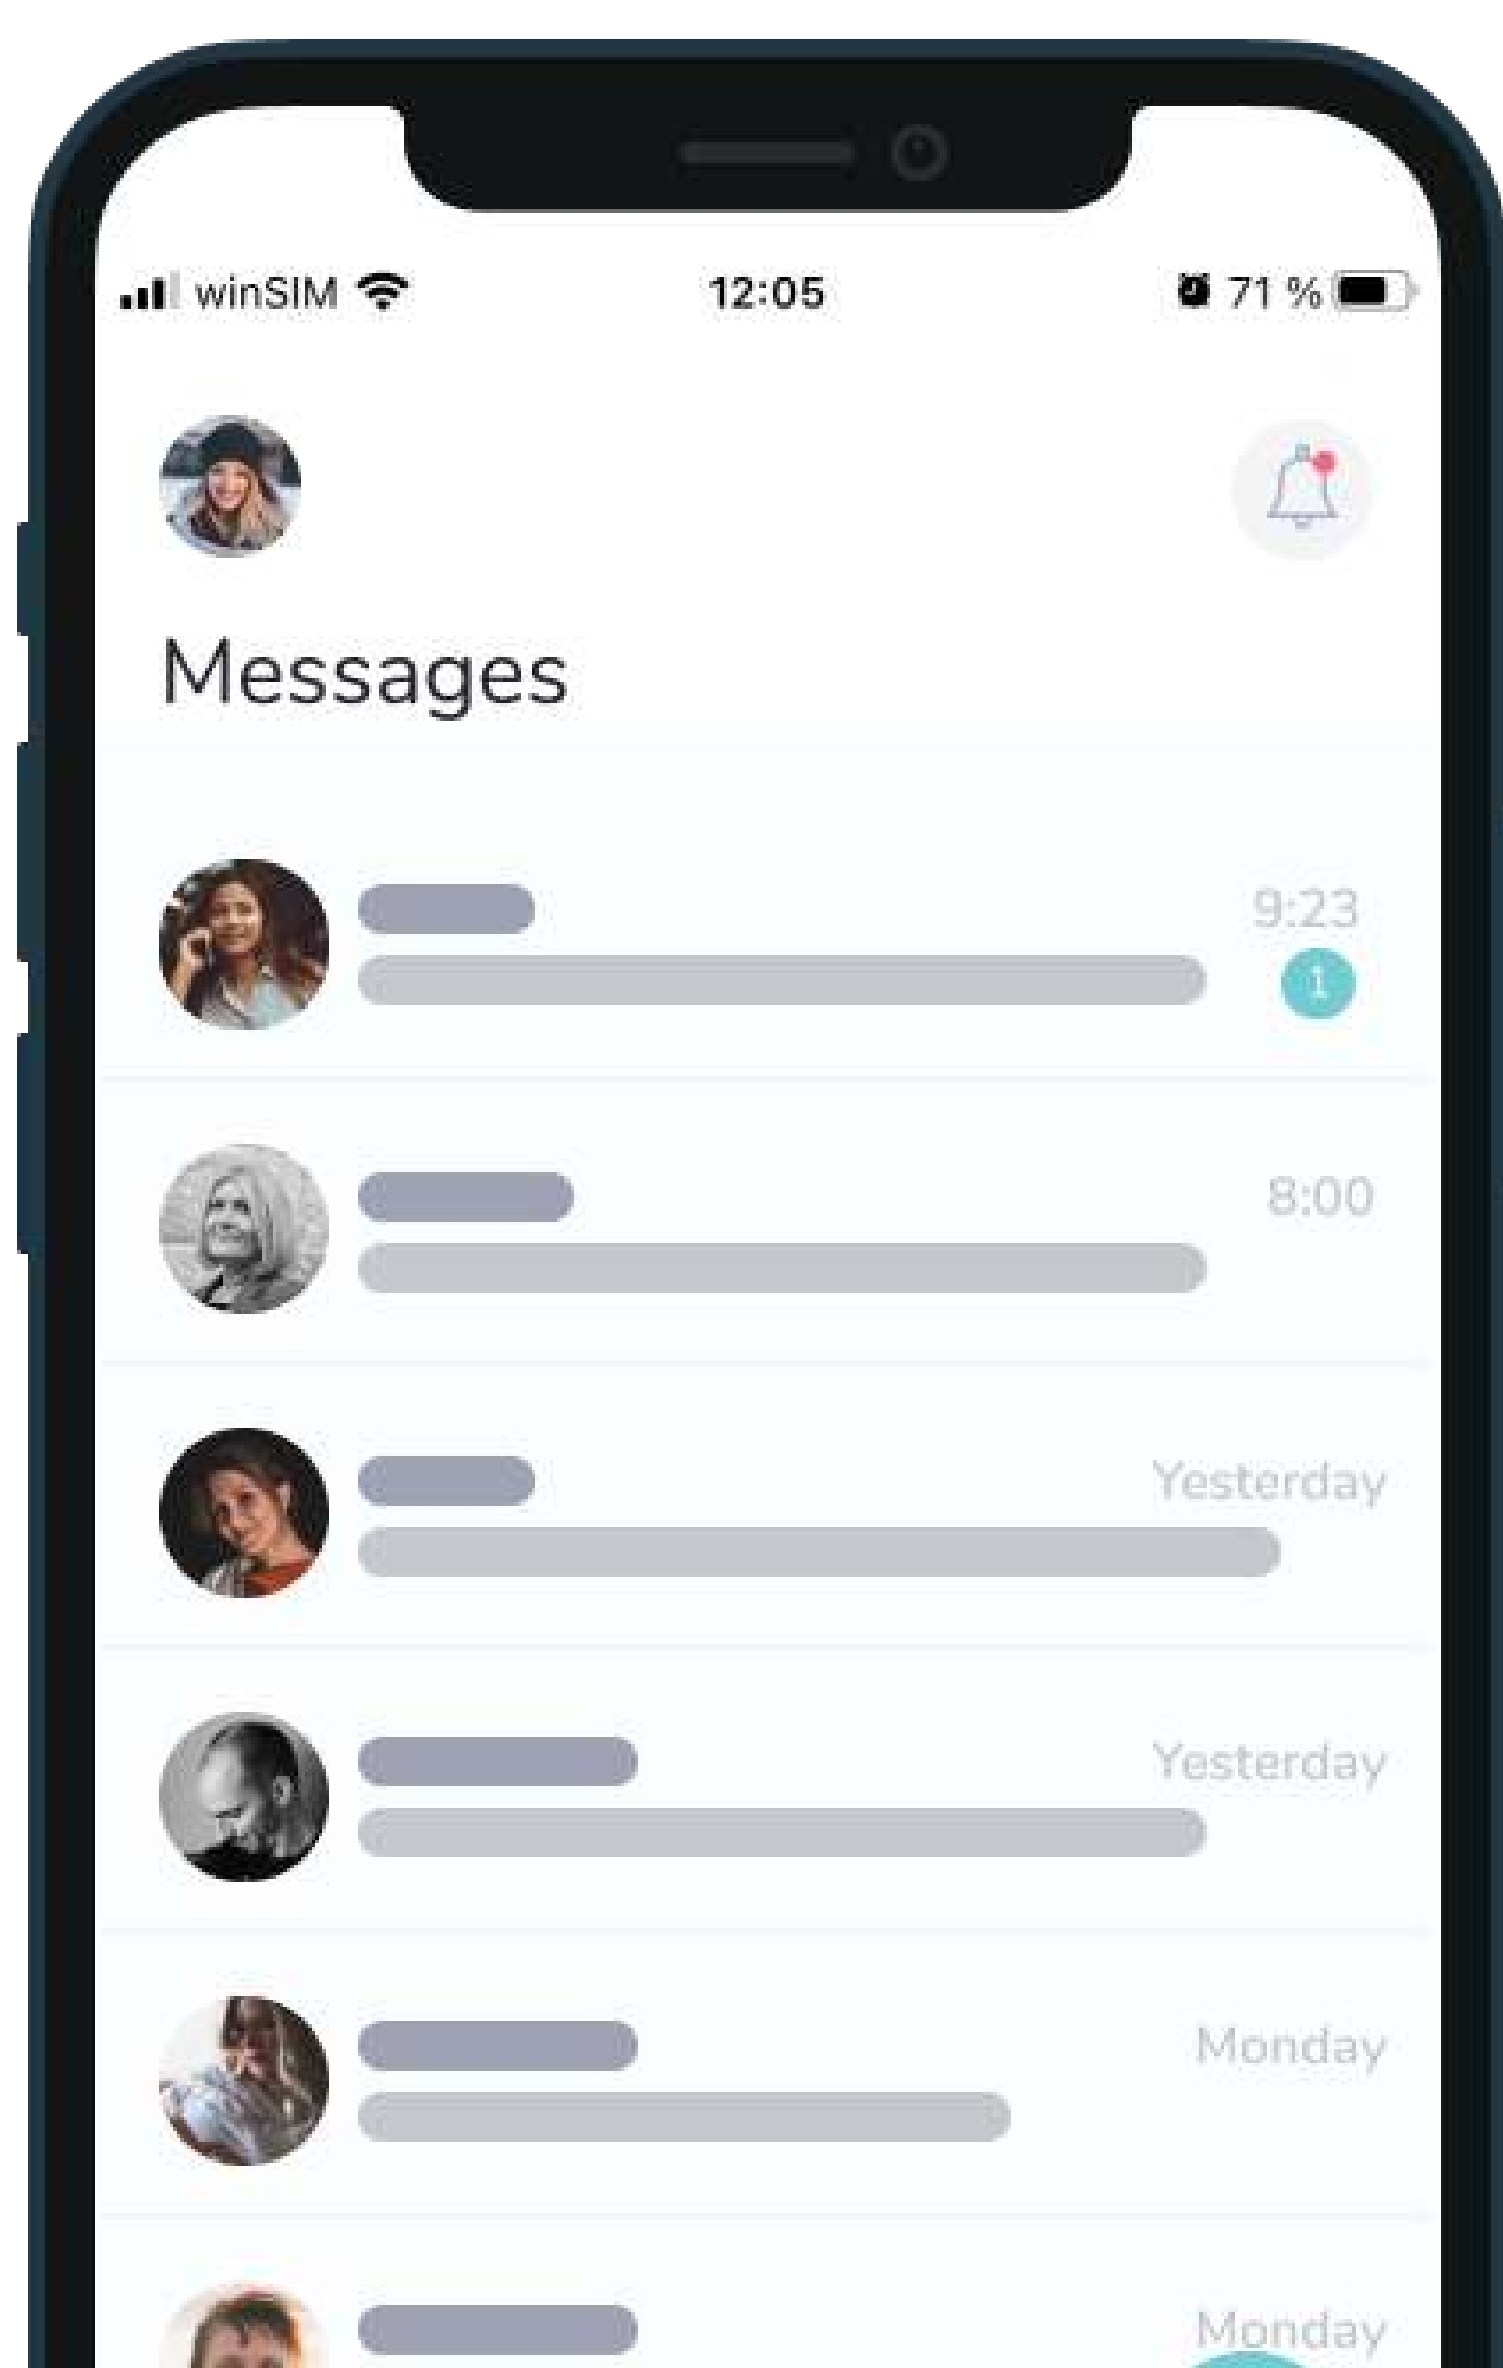 winSIM 12:05 71 %
Messages
9:23
1
8:00
Yesterday
Yesterday
Monday
Monday